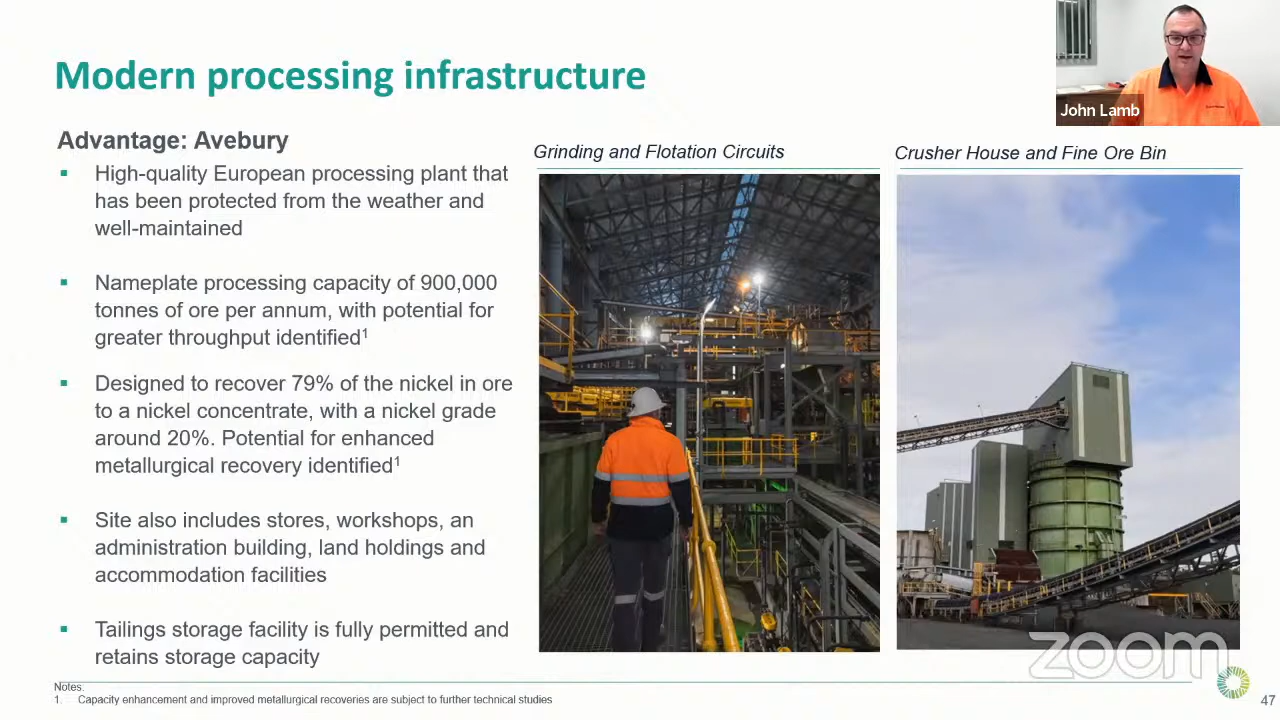 Modern processing infrastructure
John Lamb
Advantage: Avebury
▪ High-quality European processing plant that
has been protected from the weather and
well-maintained
▪ Nameplate processing capacity of 900,000
tonnes of ore per annum, with potential for
greater throughput identified¹
▪ Designed to recover 79% of the nickel in ore
to a nickel concentrate, with a nickel grade
around 20%. Potential for enhanced
metallurgical recovery identified¹
▪ Site also includes stores, workshops, an
administration building, land holdings and
accommodation facilities
▪ Tailings storage facility is fully permitted and
retains storage capacity
Grinding and Flotation Circuits
Crusher House and Fine Ore Bin
zoom
Notes:
1. Capacity enhancement and improved metallurgical recoveries are subject to further technical studies
47